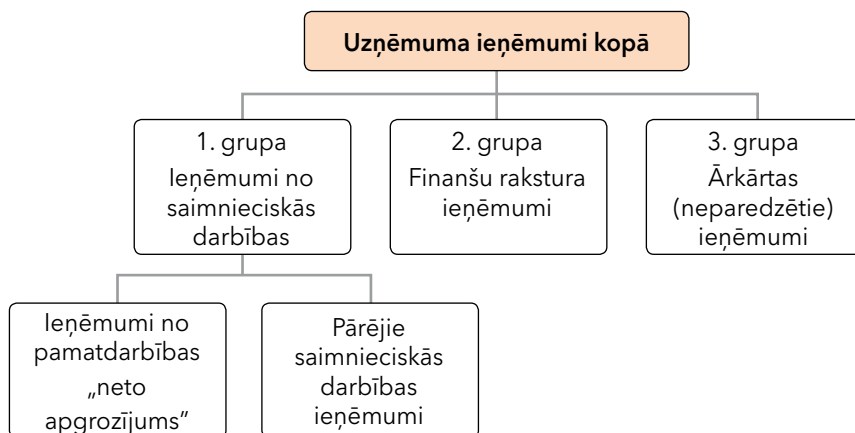 Uzņēmuma ieņēmumi kopā
1. grupa
Ieņēmumi no
saimnieciskās
darbības
2. grupa
Finanšu rakstura
ieņēmumi
3. grupa
Ārkārtas
(neparedzētie)
ieņēmumi
Ieņēmumi no
pamatdarbības
„neto
apgrozījums”
Pārējie
saimnieciskās
darbības
ieņēmumi